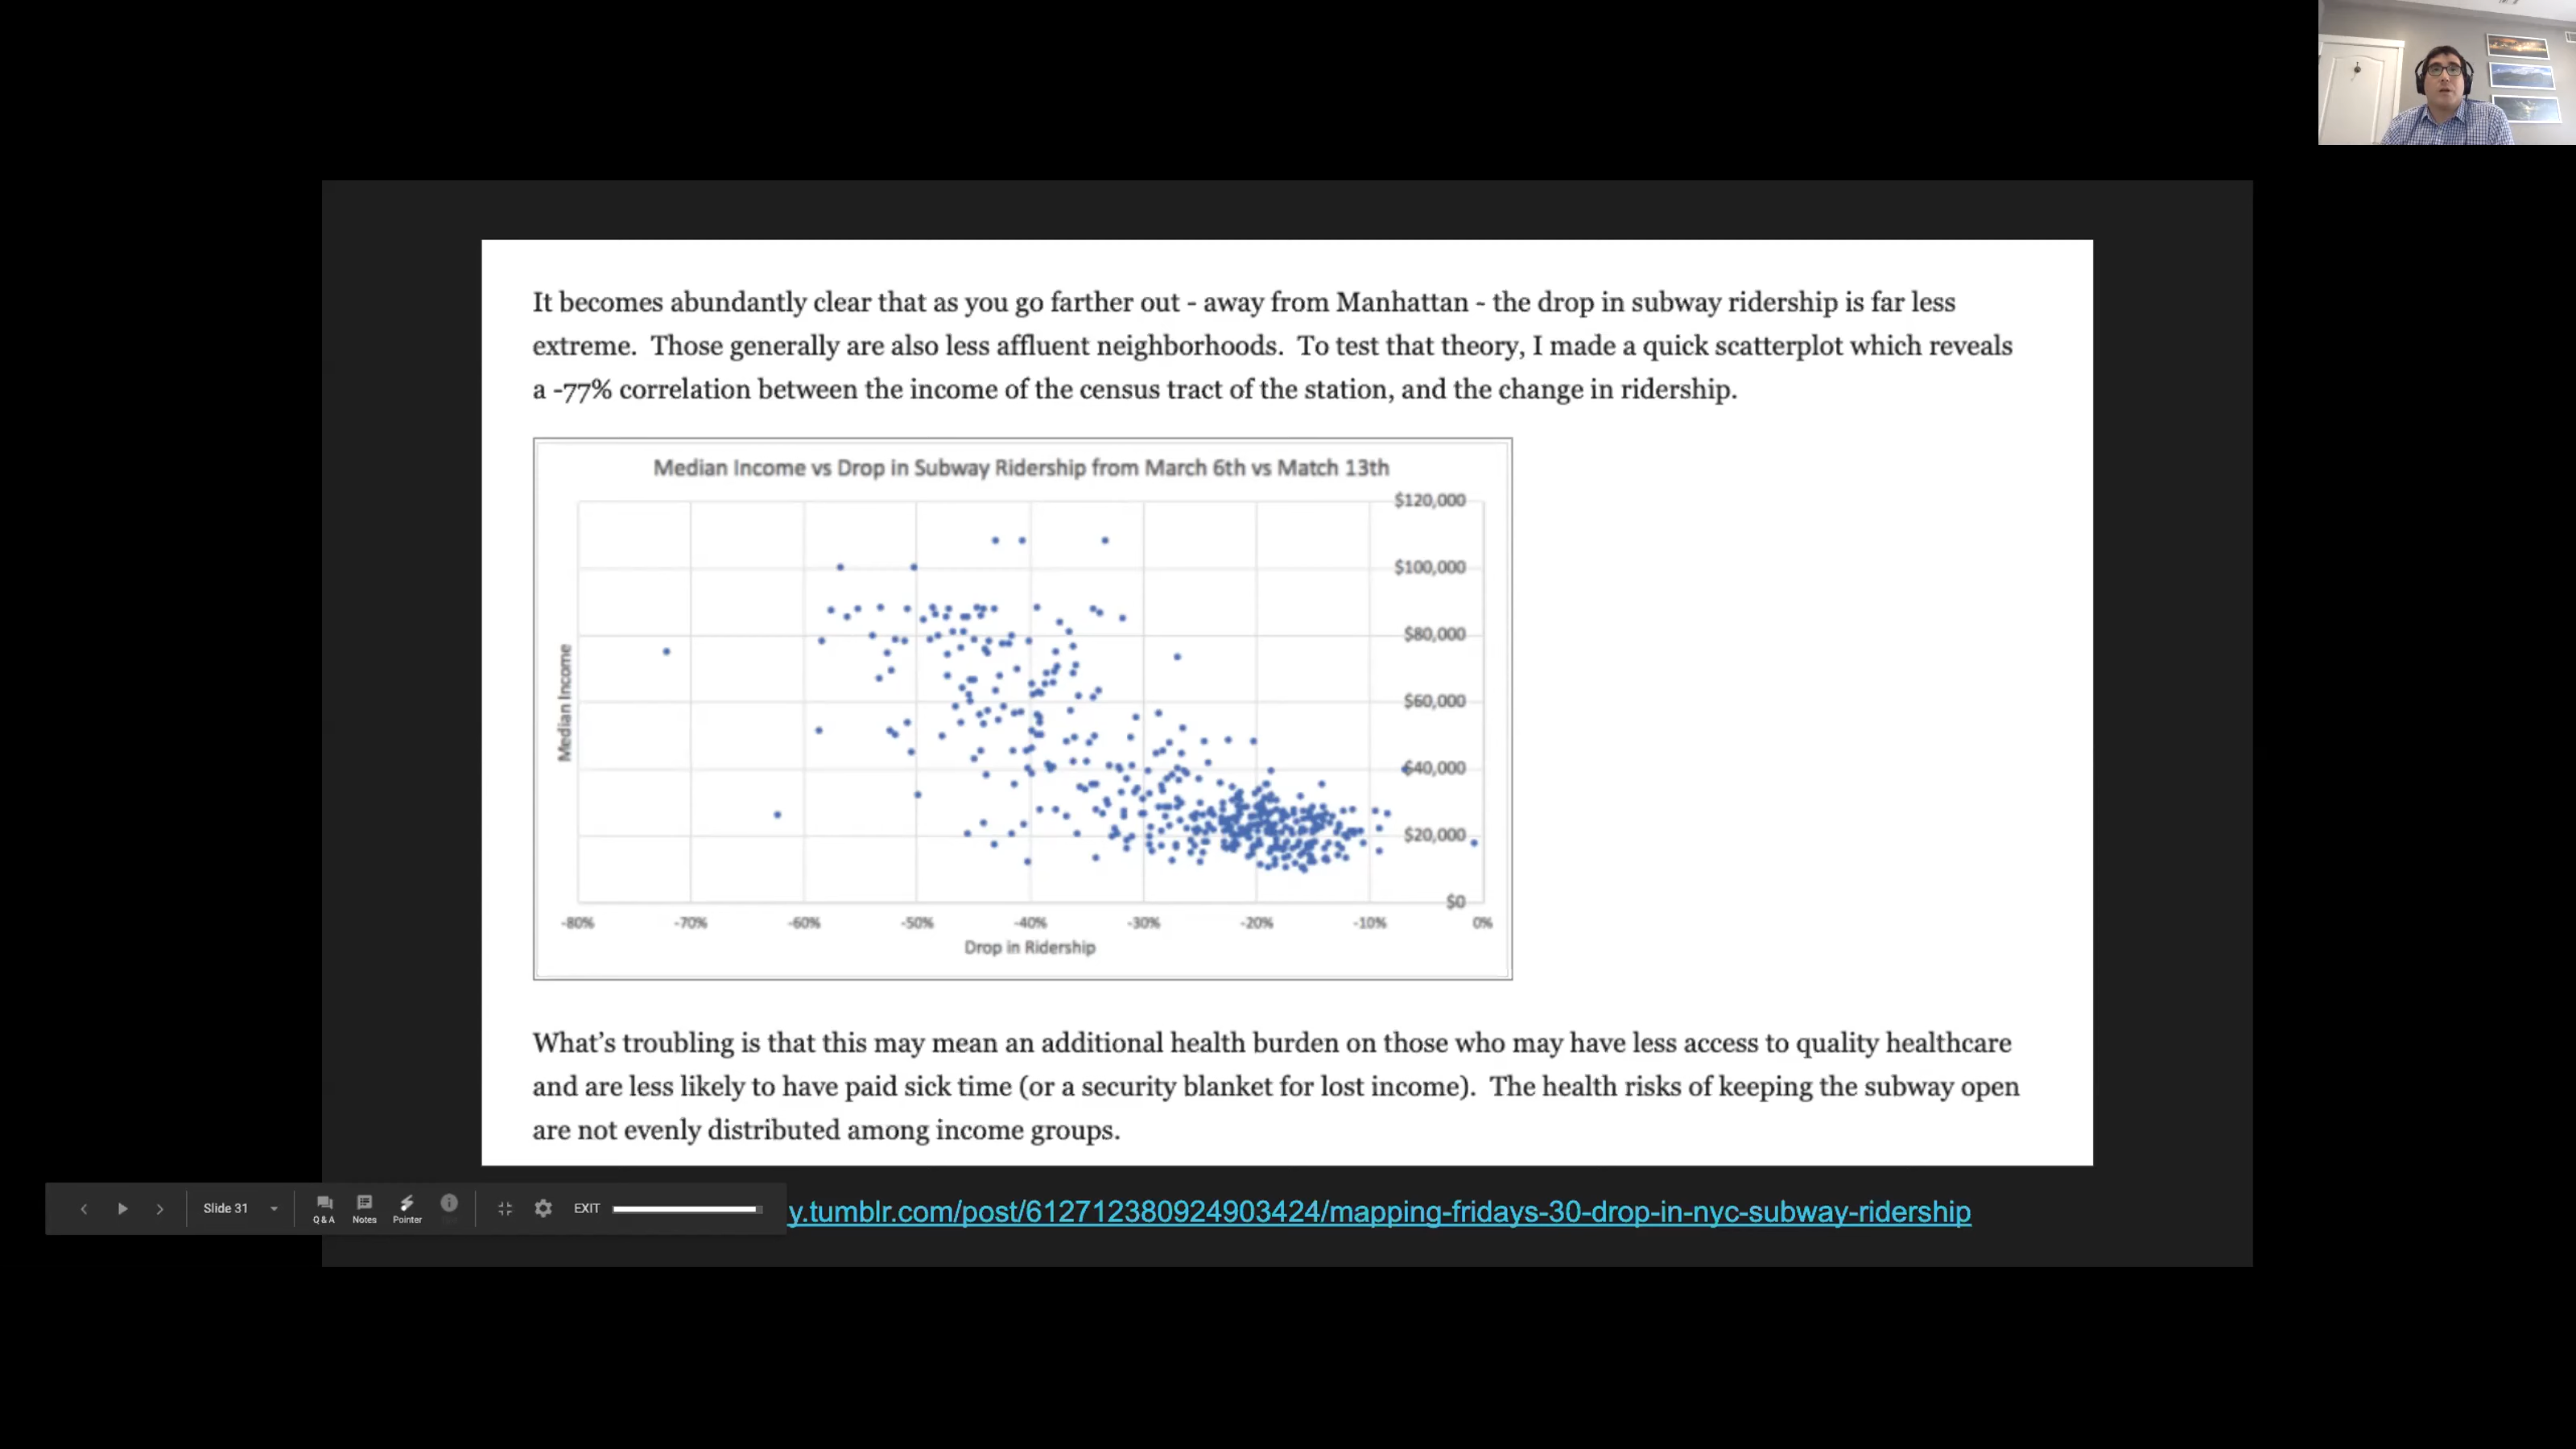 It becomes abundantly clear that as you go farther out - away from Manhattan - the drop in subway ridership is far less
extreme.  Those generally are also less affluent neighborhoods.  To test that theory, I made a quick scatterplot which reveals
a -77% correlation between the income of the census tract of the station, and the change in ridership.
Median Income vs Drop in Subway Ridership from March 6th vs Match 13th
$120,000
$100,000
$80,000
$60,000
$40,000
$20,000
$0
Median Income
-80% -70% -60% -50% -40% -30% -20% -10% 0%
Drop in Ridership
What's troubling is that this may mean an additional health burden on those who may have less access to quality healthcare
and are less likely to have paid sick time (or a security blanket for lost income).  The health risks of keeping the subway open
are not evenly distributed among income groups.
Slide 31
Q&A
Notes
Pointer
EXIT
y.tumblr.com/post/612712380924903424/mapping-fridays-30-drop-in-nyc-subway-ridership